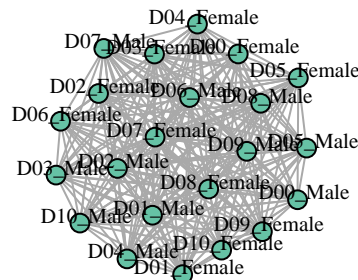 D04_Female
D07_Male
D03_Female
D00_Female
D05_Female
D02_Female
D06_Male
D08_Male
D06_Female
D07_Female
D05_Male
D09_Male
D02_Male
D03_Male
D08_Female
D00_Male
D01_Male
D10_Male
D09_Female
D10_Female
D04_Male
D01_Female